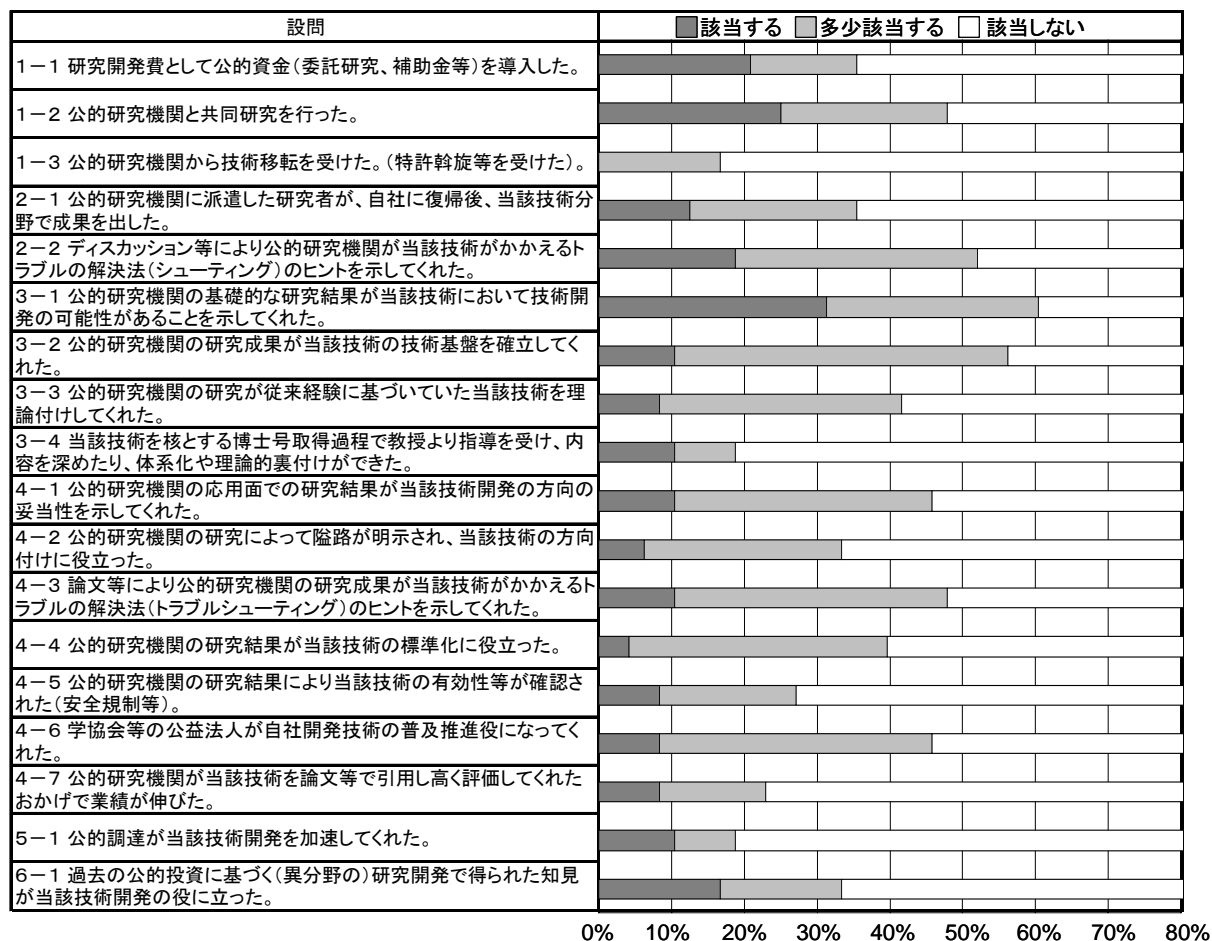 設問
■該当する □多少該当する □ 該当しない
1－1 研究開発費として公的資金(委託研究、補助金等)を導入した。
1－2 公的研究機関と共同研究を行った。
1－3 公的研究機関から技術移転を受けた。(特許斡旋等を受けた)。
2－1 公的研究機関に派遣した研究者が、自社に復帰後、当該技術分
野で成果を出した。
2－2 ディスカッション等により公的研究機関が当該技術がかかえるト
ラブルの解決法(シューティング)のヒントを示してくれた。
3－1 公的研究機関の基礎的な研究結果が当該技術において技術開
発の可能性があることを示してくれた。
3－2 公的研究機関の研究成果が当該技術の技術基盤を確立してく
れた。
3－3 公的研究機関の研究が従来経験に基づいていた当該技術を理
論付けしてくれた。
3－4 当該技術を核とする博士号取得過程で教授より指導を受け、内
容を深めたり、体系化や理論的裏付けができた。
4－1 公的研究機関の応用面での研究結果が当該技術開発の方向の
妥当性を示してくれた。
4－2 公的研究機関の研究によって隘路が明示され、当該技術の方向
付けに役立った。
4－3 論文等により公的研究機関の研究成果が当該技術がかかえるト
ラブルの解決法(トラブルシューティング)のヒントを示してくれた。
4－4 公的研究機関の研究結果が当該技術の標準化に役立った。
4－5 公的研究機関の研究結果により当該技術の有効性等が確認さ
れた(安全規制等)。
4－6 学協会等の公益法人が自社開発技術の普及推進役になってく
れた。
4－7 公的研究機関が当該技術を論文等で引用し高く評価してくれた
おかげで業績が伸びた。
5－1 公的調達が当該技術開発を加速してくれた。
6－1 過去の公的投資に基づく(異分野の)研究開発で得られた知見
が当該技術開発の役に立った。
0% 10% 20% 30% 40% 50% 60% 70% 80%